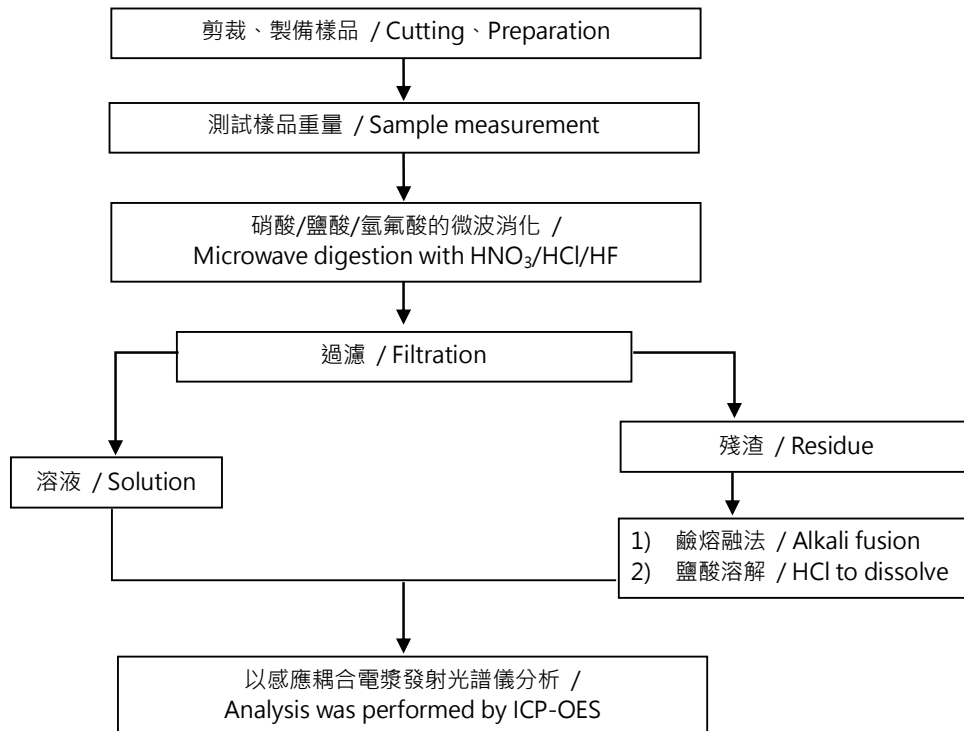 剪裁、製備樣品 / Cutting、Preparation
測試樣品重量 / Sample measurement
硝酸/鹽酸/氫氟酸的微波消化 /
Microwave digestion with HNO₃/HCl/HF
過濾 / Filtration
溶液 / Solution
殘渣 / Residue
1) 鹼熔融法 / Alkali fusion
2) 鹽酸溶解 / HCl to dissolve
以感應耦合電漿發射光譜儀分析 /
Analysis was performed by ICP-OES